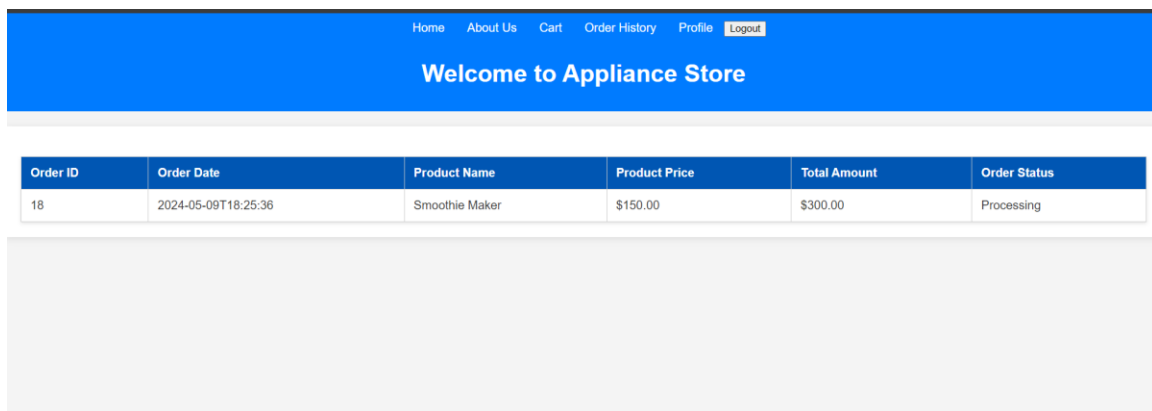 Home About Us Cart Order History Profile Logout
Welcome to Appliance Store
Order ID Order Date Product Name Product Price Total Amount Order Status
18 2024-05-09T18:25:36 Smoothie Maker $150.00 $300.00 Processing